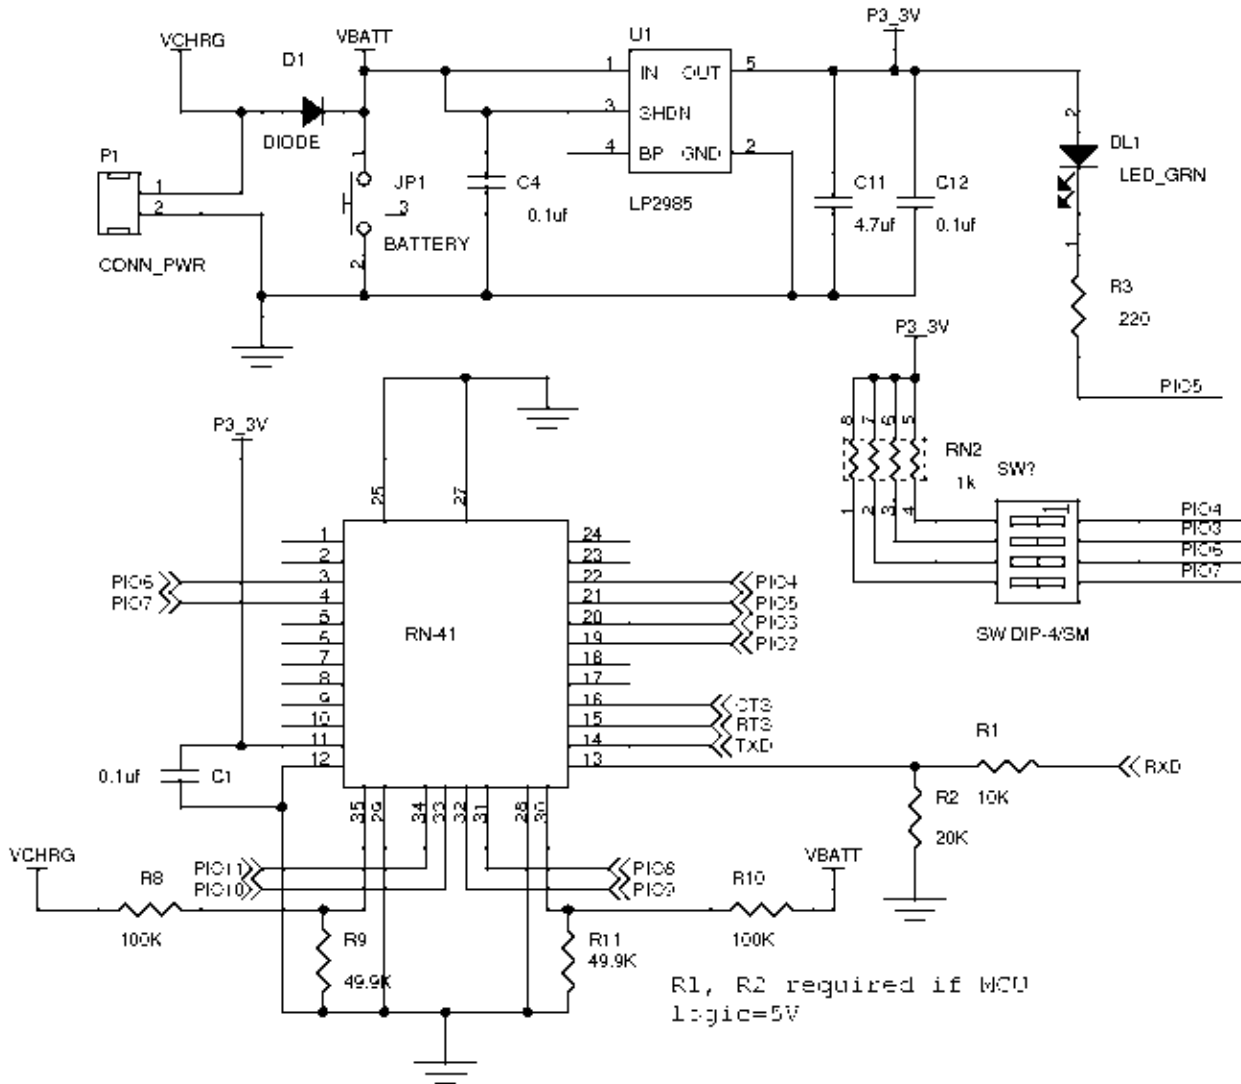 P3_3V
VCHRG
VBATT
U1
D1
1 IN OUT 5
3 SHDN
4 BP GND 2
LP2985
DIODE
P1
1
2
CONN_PWR
1
JP1
3
BATTERY
2
C4
0.1uf
C11
4.7uf
C12
0.1uf
2
DL1
LED_GRN
1
R3
220
PIO5
P3_3V
8 7 6 5
RN2
1k
1 2 3 4
SW?
1
PIO4
PIO3
PIO6
PIO7
SW DIP-4/SM
P3_3V
25 27
1 24
2 23
PIO6 3 22 PIO4
PIO7 4 21 PIO5
5 20 PIO3
6 RN-41 19 PIO2
7 18
8 17
9 16 CTS
10 15 RTS
11 14 TXD
12 13
0.1uf C1
R1
10K
RXD
R2
20K
35 29 34 33 32 31 28 30
VCHRG
R8
100K
PIO11
PIO10
PIO8
PIO9
VBATT
R10
100K
R9
49.9K
R11
49.9K
R1, R2 required if MCU
logic=5V